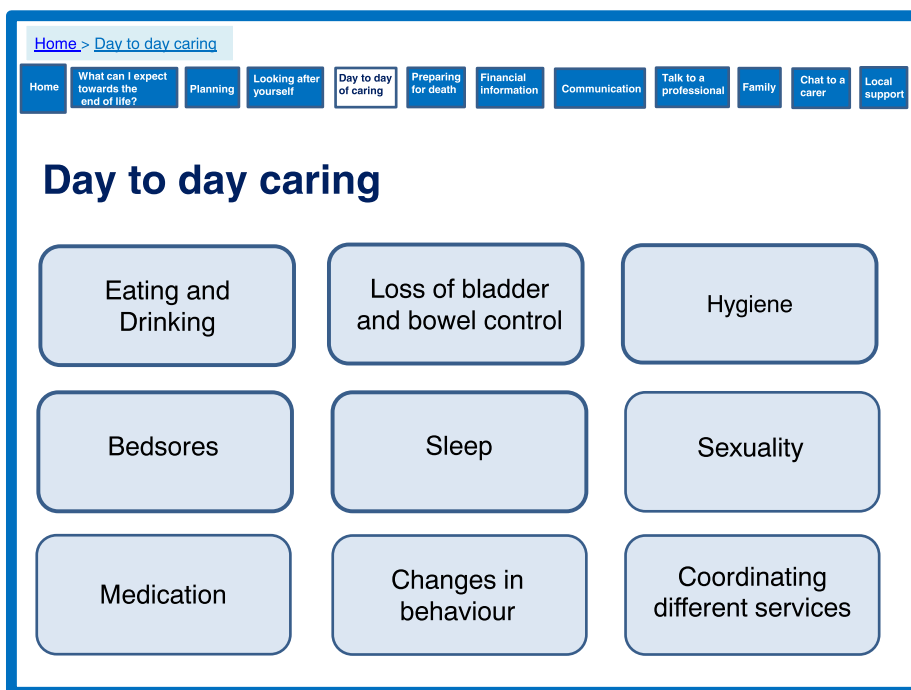 Home > Day to day caring
Home
What can I expect
towards the
end of life?
Planning
Looking after
yourself
Day to day
of caring
Preparing
for death
Financial
information
Communication
Talk to a
professional
Family
Chat to a
carer
Local
support
Day to day caring
Eating and
Drinking
Loss of bladder
and bowel control
Hygiene
Bedsores
Sleep
Sexuality
Medication
Changes in
behaviour
Coordinating
different services